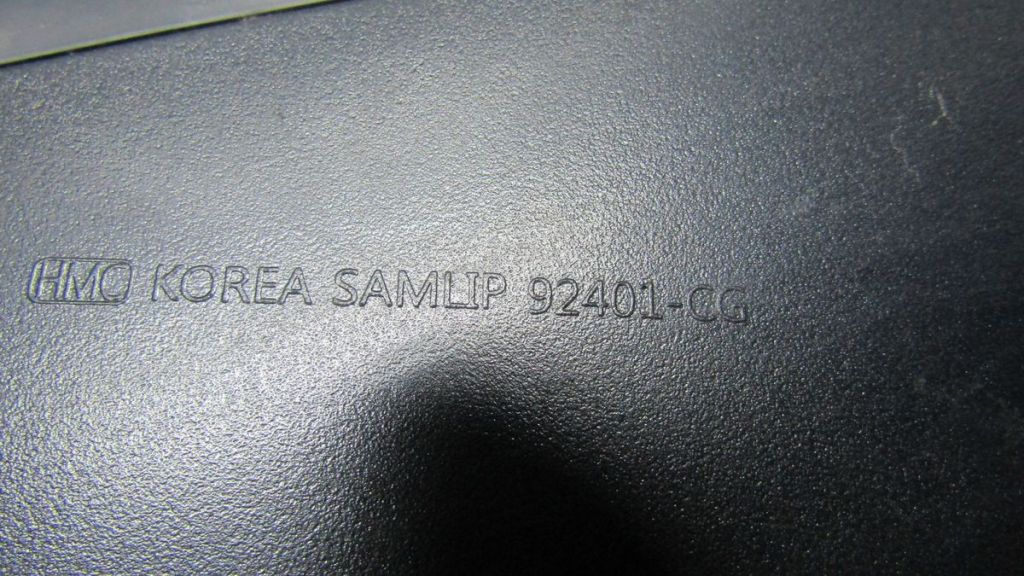 HMC KOREA SAMLIP 92401-CG